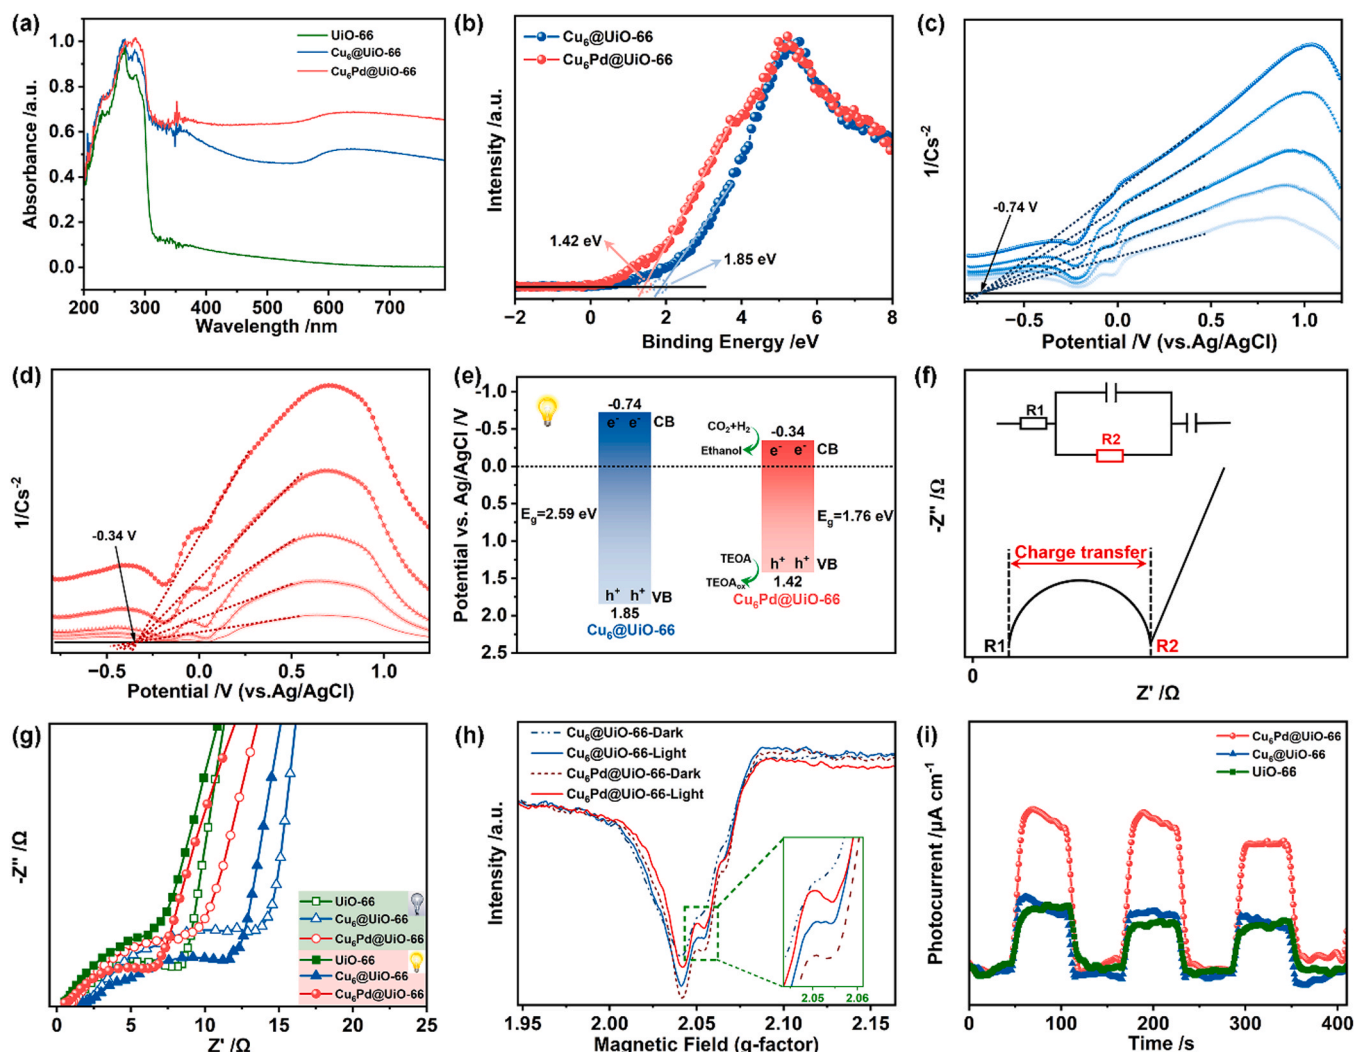 (a)
UiO-66
Cu₆@UiO-66
Cu₆Pd@UiO-66
Absorbance /a.u.
1.0
0.8
0.6
0.4
0.2
0.0
200 300 400 500 600 700
Wavelength /nm
(b)
Cu₆@UiO-66
Cu₆Pd@UiO-66
Intensity /a.u.
1.42 eV
1.85 eV
−2 0 2 4 6 8
Binding Energy /eV
(c)
1/Cs⁻²
-0.74 V
−0.5 0.0 0.5 1.0
Potential /V (vs.Ag/AgCl)
(d)
1/Cs⁻²
-0.34 V
−0.5 0.0 0.5 1.0
Potential /V (vs.Ag/AgCl)
(e)
Potential vs. Ag/AgCl /V
-1.0
-0.5
0.0
0.5
1.0
1.5
2.0
2.5
-0.74
e⁻ e⁻ CB
E₉=2.59 eV
h⁺ h⁺ VB
1.85
Cu₆@UiO-66
CO₂+H₂
Ethanol
-0.34
e⁻ e⁻ CB
E₉=1.76 eV
TEOA
TEOAₒₓ
h⁺ h⁺ VB
1.42
Cu₆Pd@UiO-66
(f)
R1
R2
-Z'' /Ω
Charge transfer
R1
R2
0
Z' /Ω
(g)
-Z'' /Ω
UiO-66
Cu₆@UiO-66
Cu₆Pd@UiO-66
UiO-66
Cu₆@UiO-66
Cu₆Pd@UiO-66
0 5 10 15 20 25
Z' /Ω
(h)
Cu₆@UiO-66-Dark
Cu₆@UiO-66-Light
Cu₆Pd@UiO-66-Dark
Cu₆Pd@UiO-66-Light
Intensity /a.u.
2.05 2.06
1.95 2.00 2.05 2.10 2.15
Magnetic Field (g-factor)
(i)
Cu₆Pd@UiO-66
Cu₆@UiO-66
UiO-66
Photocurrent /μA cm⁻¹
0 100 200 300 400
Time /s